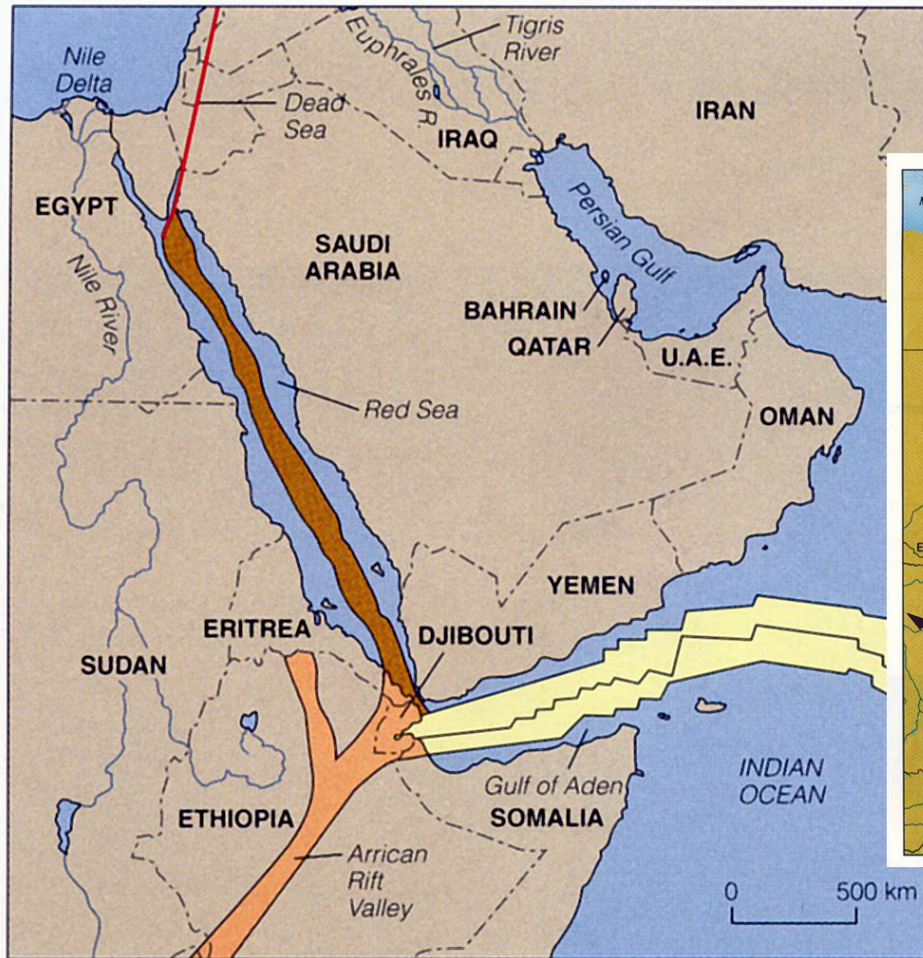 Nile
Delta
Dead
Sea
Euphrales R.
Tigris
River
IRAQ
IRAN
EGYPT
Nile River
SAUDI
ARABIA
Persian Gulf
BAHRAIN
QATAR
U.A.E.
OMAN
Red Sea
YEMEN
ERITREA
DJIBOUTI
SUDAN
Gulf of Aden
ETHIOPIA
SOMALIA
INDIAN
OCEAN
Arrican
Rift
Valley
0 500 km